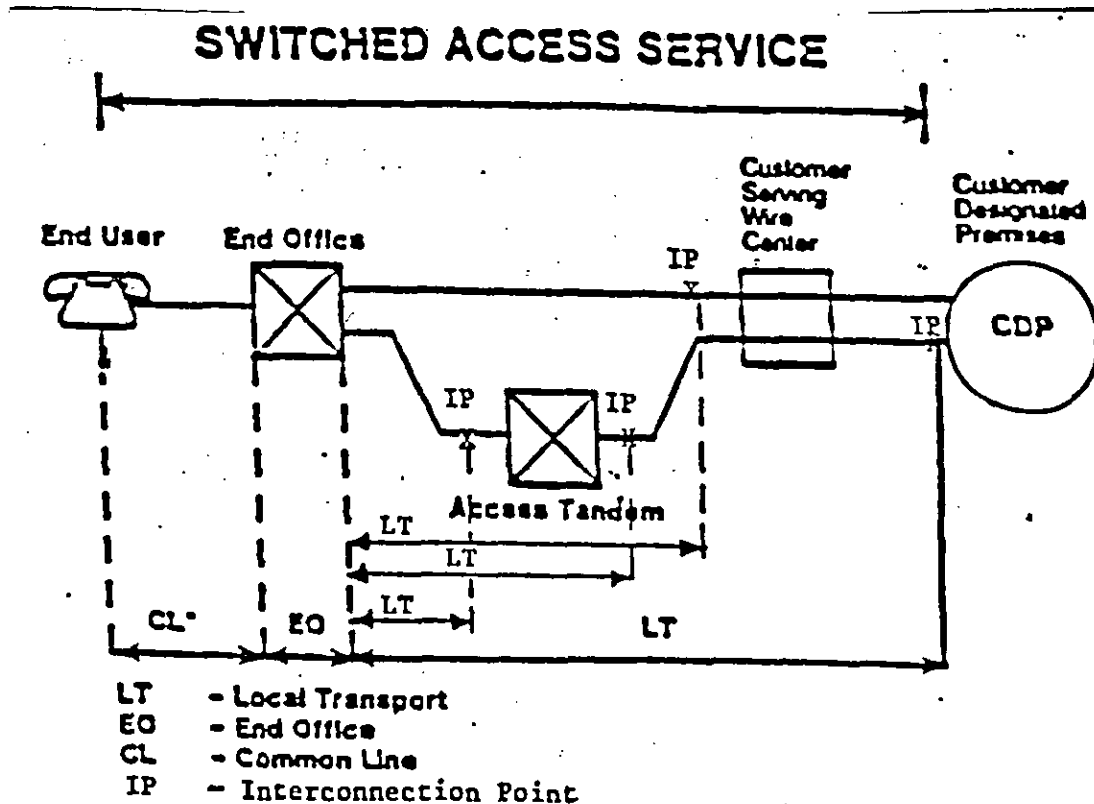 SWITCHED ACCESS SERVICE
Customer
Serving
Wire
Center
Customer
Designated
Premises
End User
End Office
IP
CDP
IP
IP
IP
Access Tandem
LT
LT
LT
CL*
EO
LT
LT - Local Transport
EO - End Office
CL - Common Line
IP - Interconnection Point